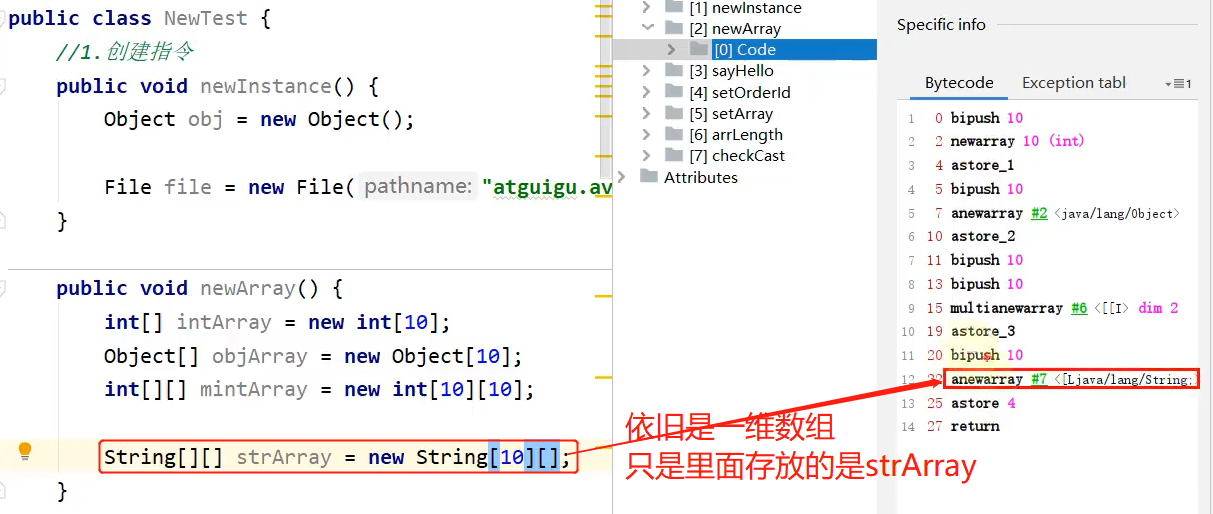 public class NewTest {
//1.创建指令
public void newInstance() {
Object obj = new Object();
File file = new File( pathname: "atguigu.av
}
public void newArray() {
int[] intArray = new int[10];
Object[] objArray = new Object[10];
int[][] mintArray = new int[10][10];
String[][] strArray = new String[10][];
}
[1] newInstance
[2] newArray
[0] Code
[3] sayHello
[4] setOrderId
[5] setArray
[6] arrLength
[7] checkCast
Attributes
Specific info
Bytecode Exception tabl 1
1 0 bipush 10
2 2 newarray 10 (int)
3 4 astore_1
4 5 bipush 10
5 7 anewarray #2 <java/lang/Object>
6 10 astore_2
7 11 bipush 10
8 13 bipush 10
9 15 multianewarray #6 <[[I> dim 2
10 19 astore_3
11 20 bipush 10
12 22 anewarray #7 <[Ljava/lang/String;
13 25 astore 4
14 27 return
依旧是一维数组
只是里面存放的是strArray